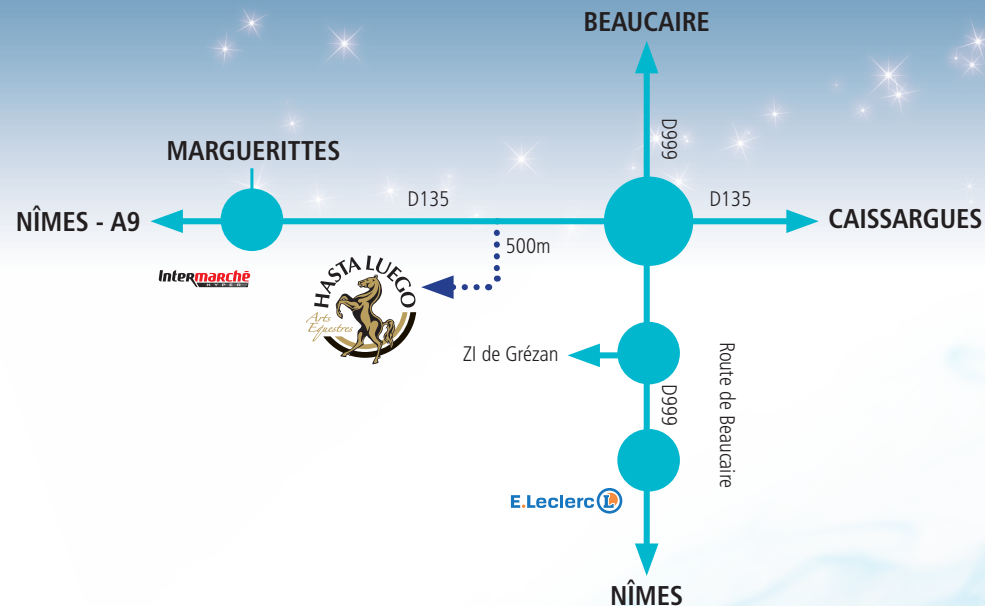 BEAUCAIRE
D999
MARGUERITTES
D135
D135
NÎMES - A9
CAISSARGUES
500m
Intermarché
HYPER
HASTA LUEGO
Arts
Equestres
ZI de Grézan
Route de Beaucaire
D999
E.Leclerc L
NÎMES